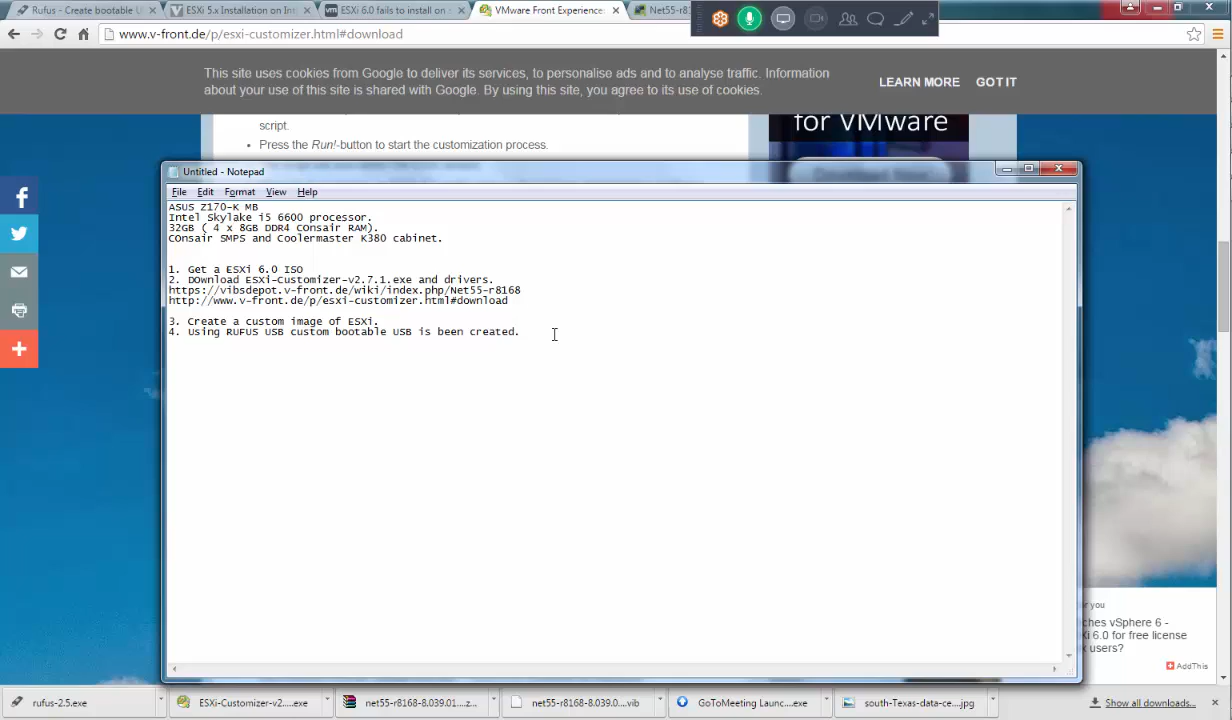 Rufus - Create bootable U
ESXi 5.x Installation on Int
ESXi 6.0 fails to install on
VMware Front Experience
Net55-r81
www.v-front.de/p/esxi-customizer.html#download
This site uses cookies from Google to deliver its services, to personalise ads and to analyse traffic. Information
about your use of this site is shared with Google. By using this site, you agree to its use of cookies.
LEARN MORE
GOT IT
script.
• Press the Run!-button to start the customization process.
for VMware
Untitled - Notepad
File Edit Format View Help
ASUS Z170-K MB
Intel Skylake i5 6600 processor.
32GB ( 4 x 8GB DDR4 COnsair RAM).
COnsair SMPS and Coolermaster K380 cabinet.
1. Get a ESXi 6.0 ISO
2. DOwnload ESXi-Customizer-v2.7.1.exe and drivers.
https://vibsdepot.v-front.de/wiki/index.php/Net55-r8168
http://www.v-front.de/p/esxi-customizer.html#download
3. Create a custom image of ESXi.
4. Using RUFUS USB custom bootable USB is been created.
or you
ches vSphere 6 -
Xi 6.0 for free license
x users?
AddThis
rufus-2.5.exe
ESXi-Customizer-v2....exe
net55-r8168-8.039.01....z...
net55-r8168-8.039.0....vib
GoToMeeting Launc....exe
south-Texas-data-ce....jpg
Show all downloads...